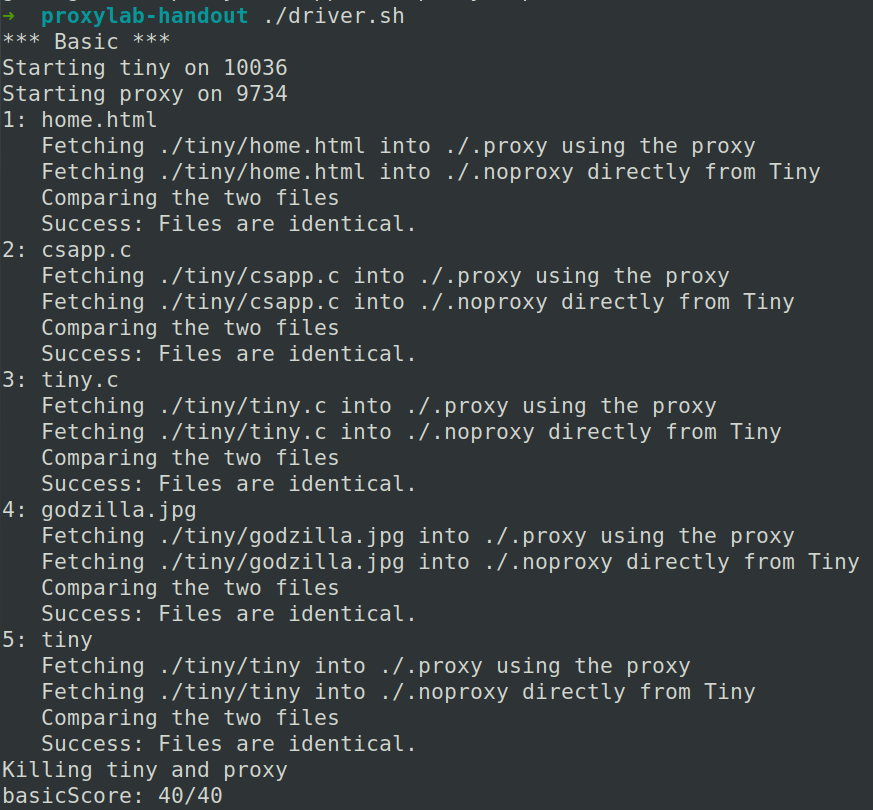 →  proxylab-handout ./driver.sh
*** Basic ***
Starting tiny on 10036
Starting proxy on 9734
1: home.html
   Fetching ./tiny/home.html into ./.proxy using the proxy
   Fetching ./tiny/home.html into ./.noproxy directly from Tiny
   Comparing the two files
   Success: Files are identical.
2: csapp.c
   Fetching ./tiny/csapp.c into ./.proxy using the proxy
   Fetching ./tiny/csapp.c into ./.noproxy directly from Tiny
   Comparing the two files
   Success: Files are identical.
3: tiny.c
   Fetching ./tiny/tiny.c into ./.proxy using the proxy
   Fetching ./tiny/tiny.c into ./.noproxy directly from Tiny
   Comparing the two files
   Success: Files are identical.
4: godzilla.jpg
   Fetching ./tiny/godzilla.jpg into ./.proxy using the proxy
   Fetching ./tiny/godzilla.jpg into ./.noproxy directly from Tiny
   Comparing the two files
   Success: Files are identical.
5: tiny
   Fetching ./tiny/tiny into ./.proxy using the proxy
   Fetching ./tiny/tiny into ./.noproxy directly from Tiny
   Comparing the two files
   Success: Files are identical.
Killing tiny and proxy
basicScore: 40/40